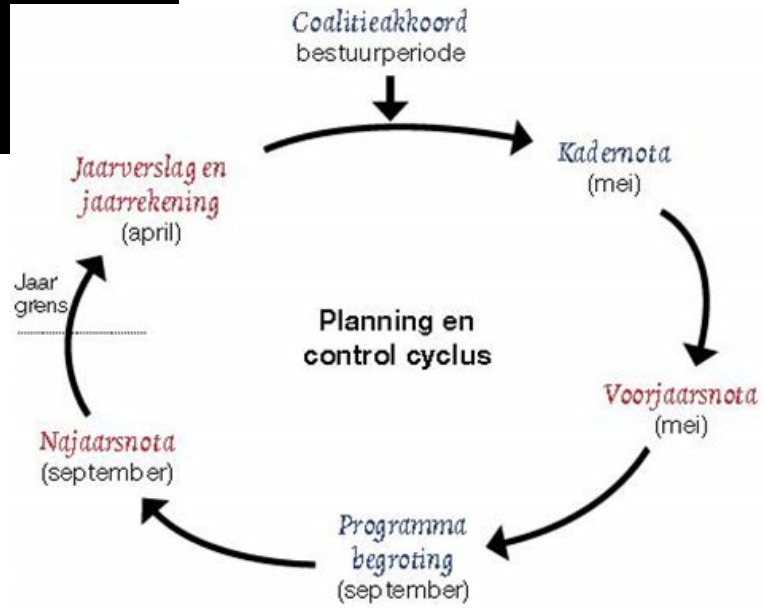 Coalitieakkoord
bestuurperiode
Kadernota
(mei)
Voorjaarsnota
(mei)
Programma
begroting
(september)
Najaarsnota
(september)
Jaar
grens
Jaarverslag en
jaarrekening
(april)
Planning en
control cyclus